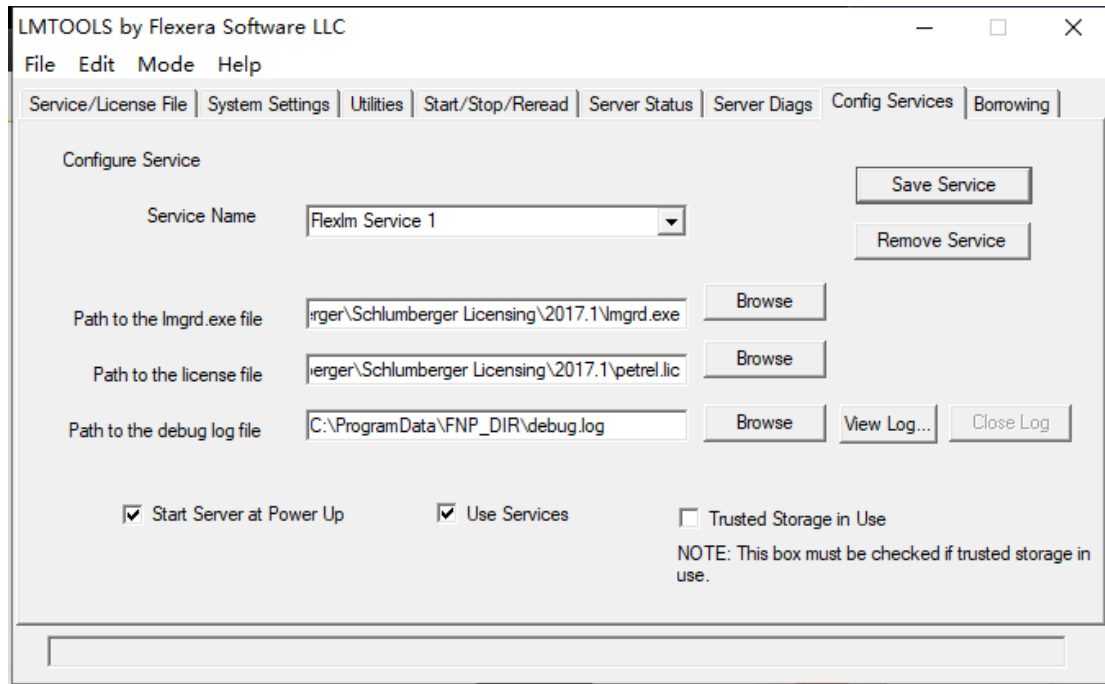 LMTOOLS by Flexera Software LLC
File Edit Mode Help
Service/License File System Settings Utilities Start/Stop/Reread Server Status Server Diags Config Services Borrowing
Configure Service
Save Service
Service Name Flexlm Service 1
Remove Service
Path to the lmgrd.exe file rger\Schlumberger Licensing\2017.1\lmgrd.exe Browse
Path to the license file erger\Schlumberger Licensing\2017.1\petrel.lic Browse
Path to the debug log file C:\ProgramData\FNP_DIR\debug.log Browse View Log... Close Log
Start Server at Power Up Use Services Trusted Storage in Use
NOTE: This box must be checked if trusted storage in
use.